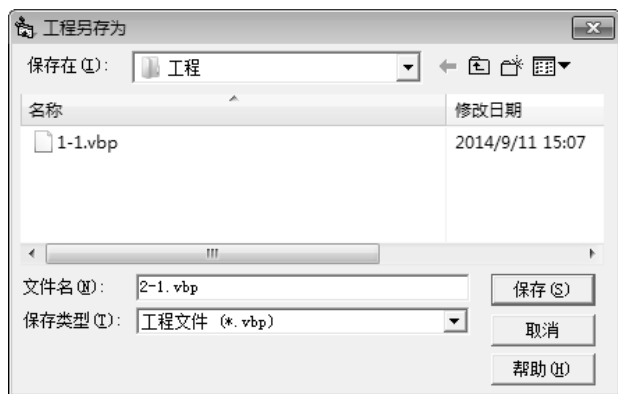 工程另存为
保存在(I): 工程
名称 修改日期
1-1.vbp 2014/9/11 15:07
文件名(N): 2-1.vbp 保存(S)
保存类型(T): 工程文件 (*.vbp) 取消
帮助(H)